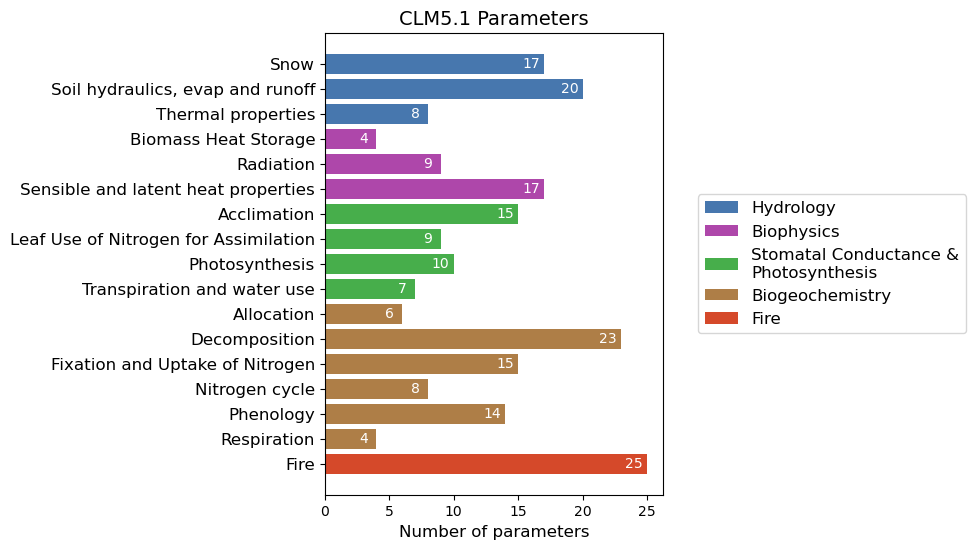 CLM5.1 Parameters
Snow 17
Soil hydraulics, evap and runoff 20
Thermal properties 8
Biomass Heat Storage 4
Radiation 9
Sensible and latent heat properties 17
Acclimation 15
Leaf Use of Nitrogen for Assimilation 9
Photosynthesis 10
Transpiration and water use 7
Allocation 6
Decomposition 23
Fixation and Uptake of Nitrogen 15
Nitrogen cycle 8
Phenology 14
Respiration 4
Fire 25
0 5 10 15 20 25
Number of parameters
Hydrology
Biophysics
Stomatal Conductance &
Photosynthesis
Biogeochemistry
Fire